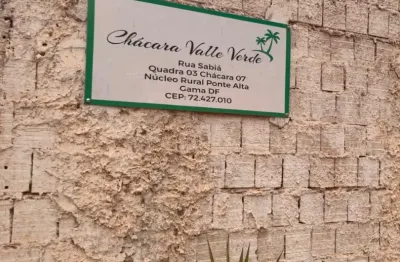 Chácara Valle Verde
Rua Sabiá
Quadra 03 Chácara 07
Núcleo Rural Ponte Alta
Gama DF
CEP: 72.427.010